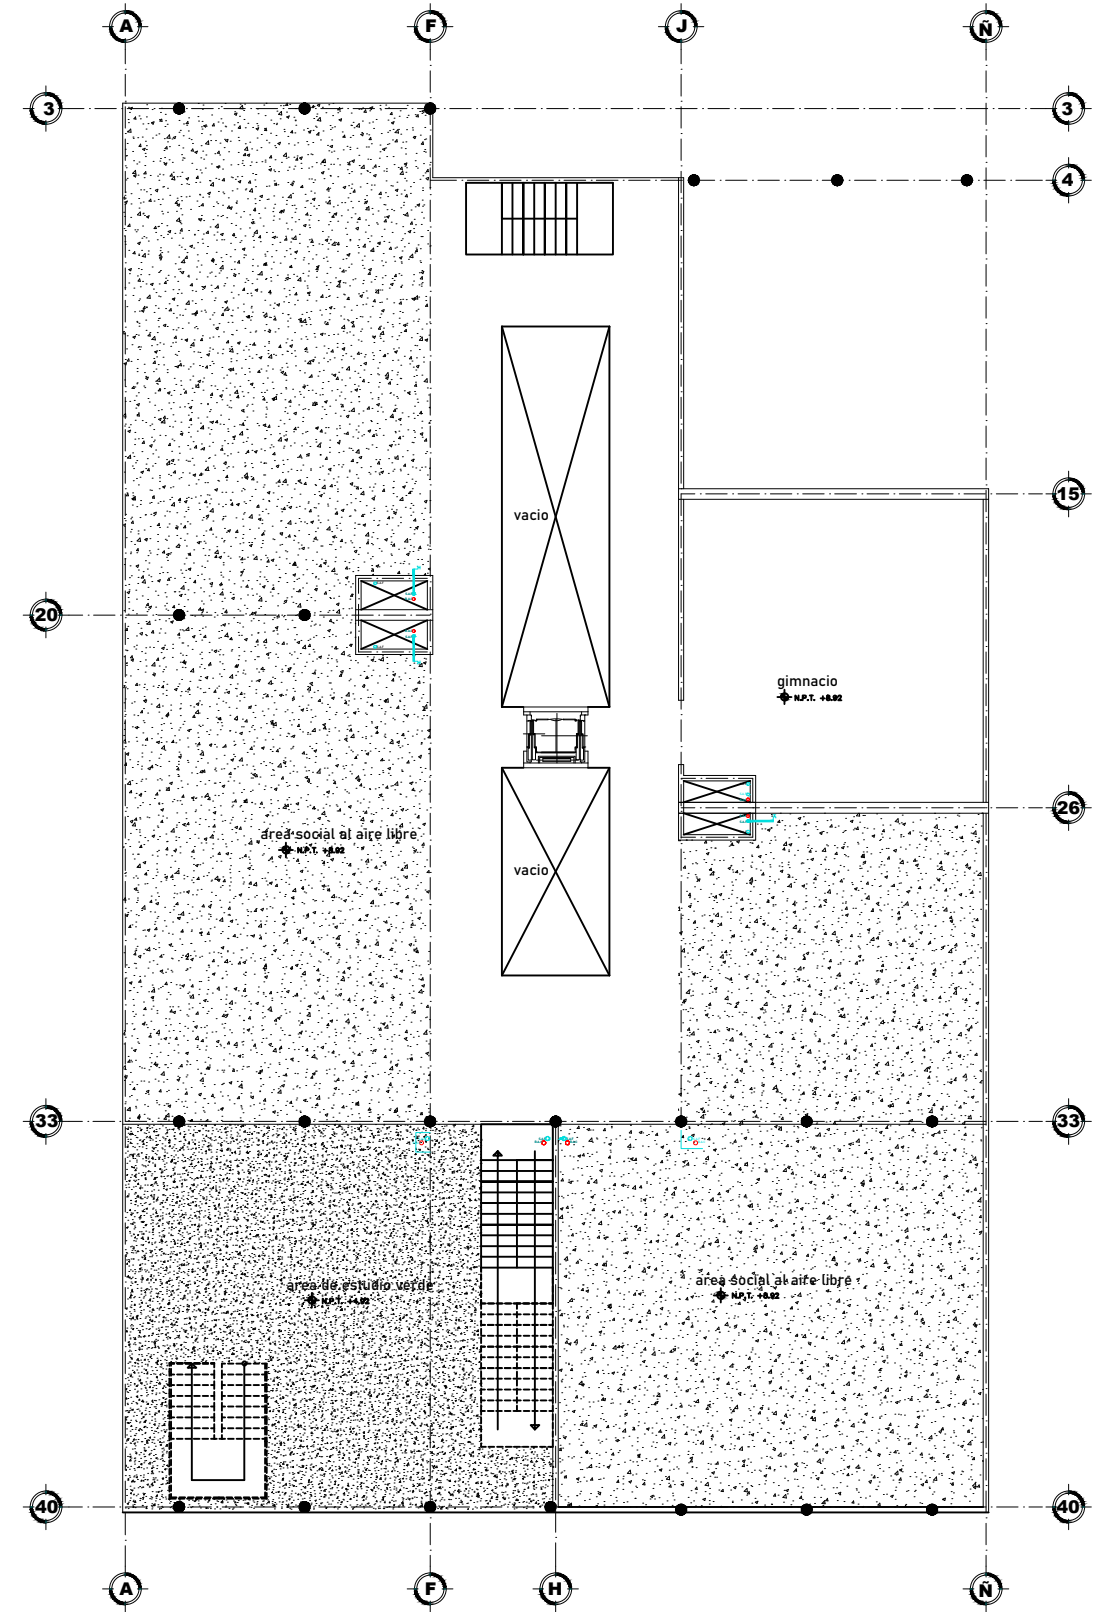 A F J Ñ
3 3
4
15
vacio
20
gimnacio
N.P.T. +8.92
26
area social al aire libre
N.P.T. +8.92
vacio
33 33
area social al aire libre
N.P.T. +8.92
area de estudio verde
N.P.T. +4.92
40 40
A F H Ñ